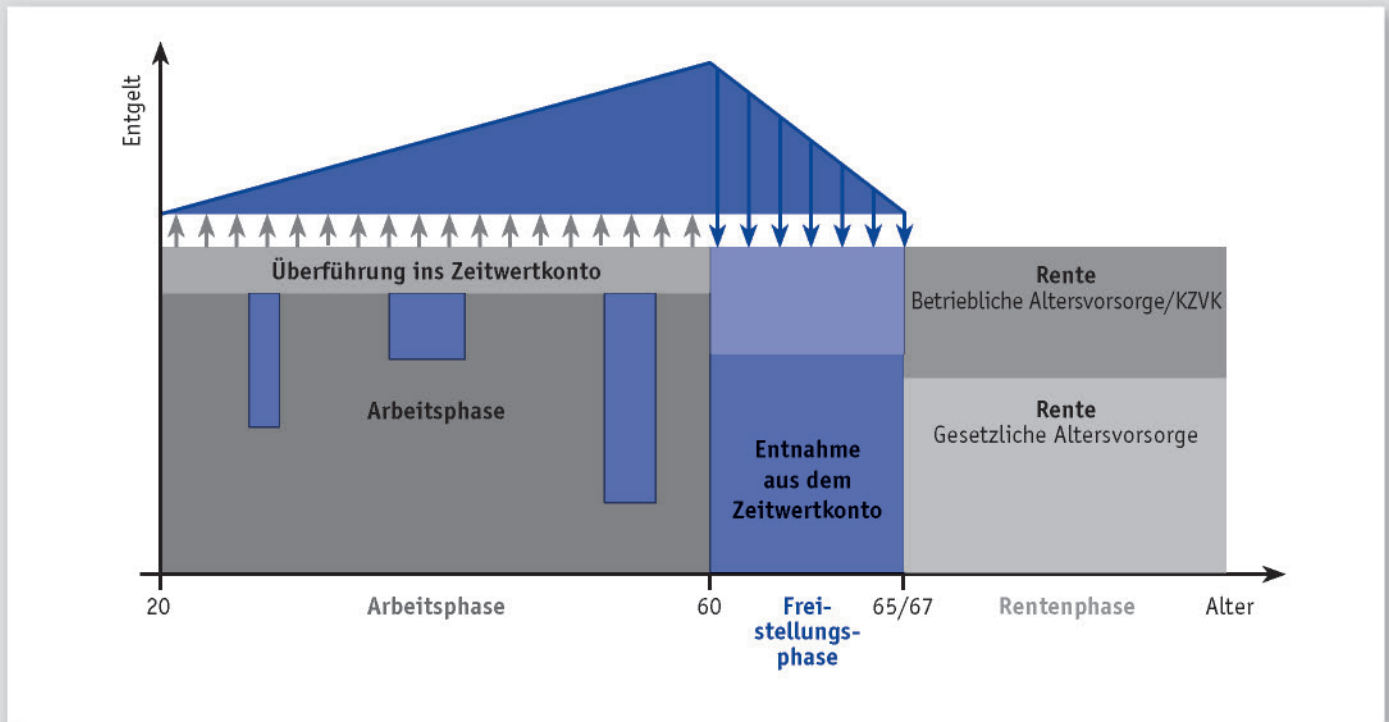 Entgelt
Überführung ins Zeitwertkonto
Arbeitsphase
Entnahme
aus dem
Zeitwertkonto
Rente
Betriebliche Altersvorsorge/KZVK
Rente
Gesetzliche Altersvorsorge
20
Arbeitsphase
60
Frei-
stellungs-
phase
65/67
Rentenphase
Alter